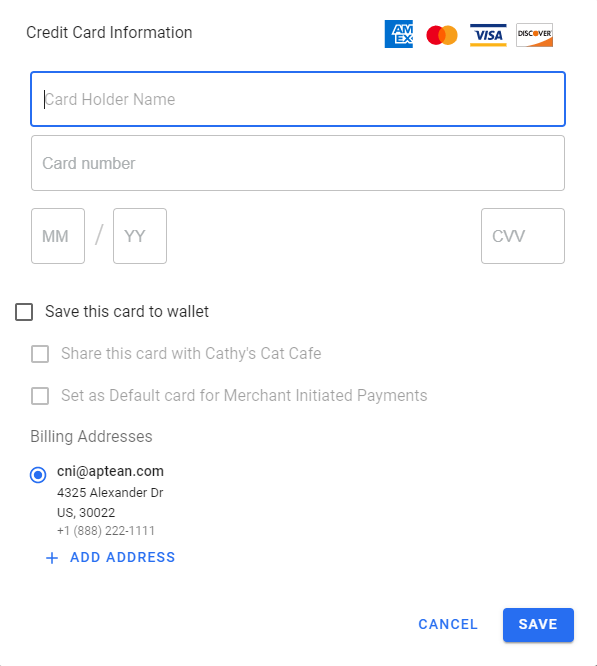 Credit Card Information
AM
EX
VISA
DISCOVER
Card Holder Name
Card number
MM / YY
CVV
Save this card to wallet
Share this card with Cathy's Cat Cafe
Set as Default card for Merchant Initiated Payments
Billing Addresses
cni@aptean.com
4325 Alexander Dr
US, 30022
+1 (888) 222-1111
+ ADD ADDRESS
CANCEL
SAVE